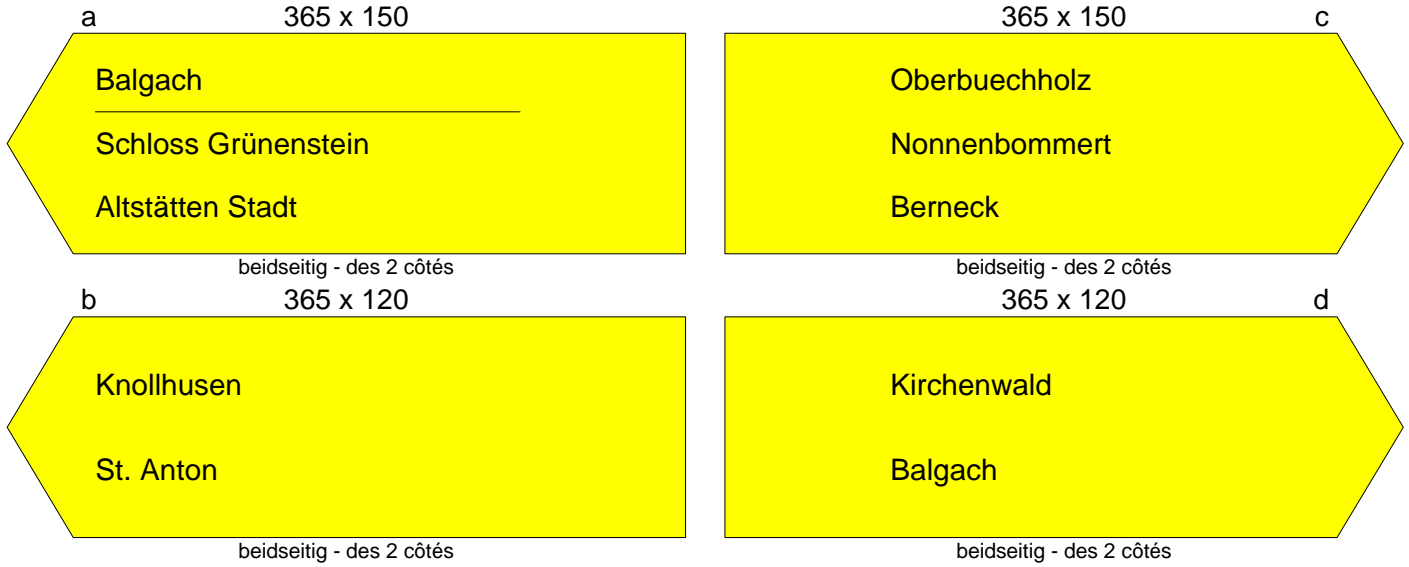 a 365 x 150
Balgach
Schloss Grünenstein
Altstätten Stadt
beidseitig - des 2 côtés
365 x 150 c
Oberbuechholz
Nonnenbommert
Berneck
beidseitig - des 2 côtés
b 365 x 120
Knollhusen
St. Anton
beidseitig - des 2 côtés
365 x 120 d
Kirchenwald
Balgach
beidseitig - des 2 côtés